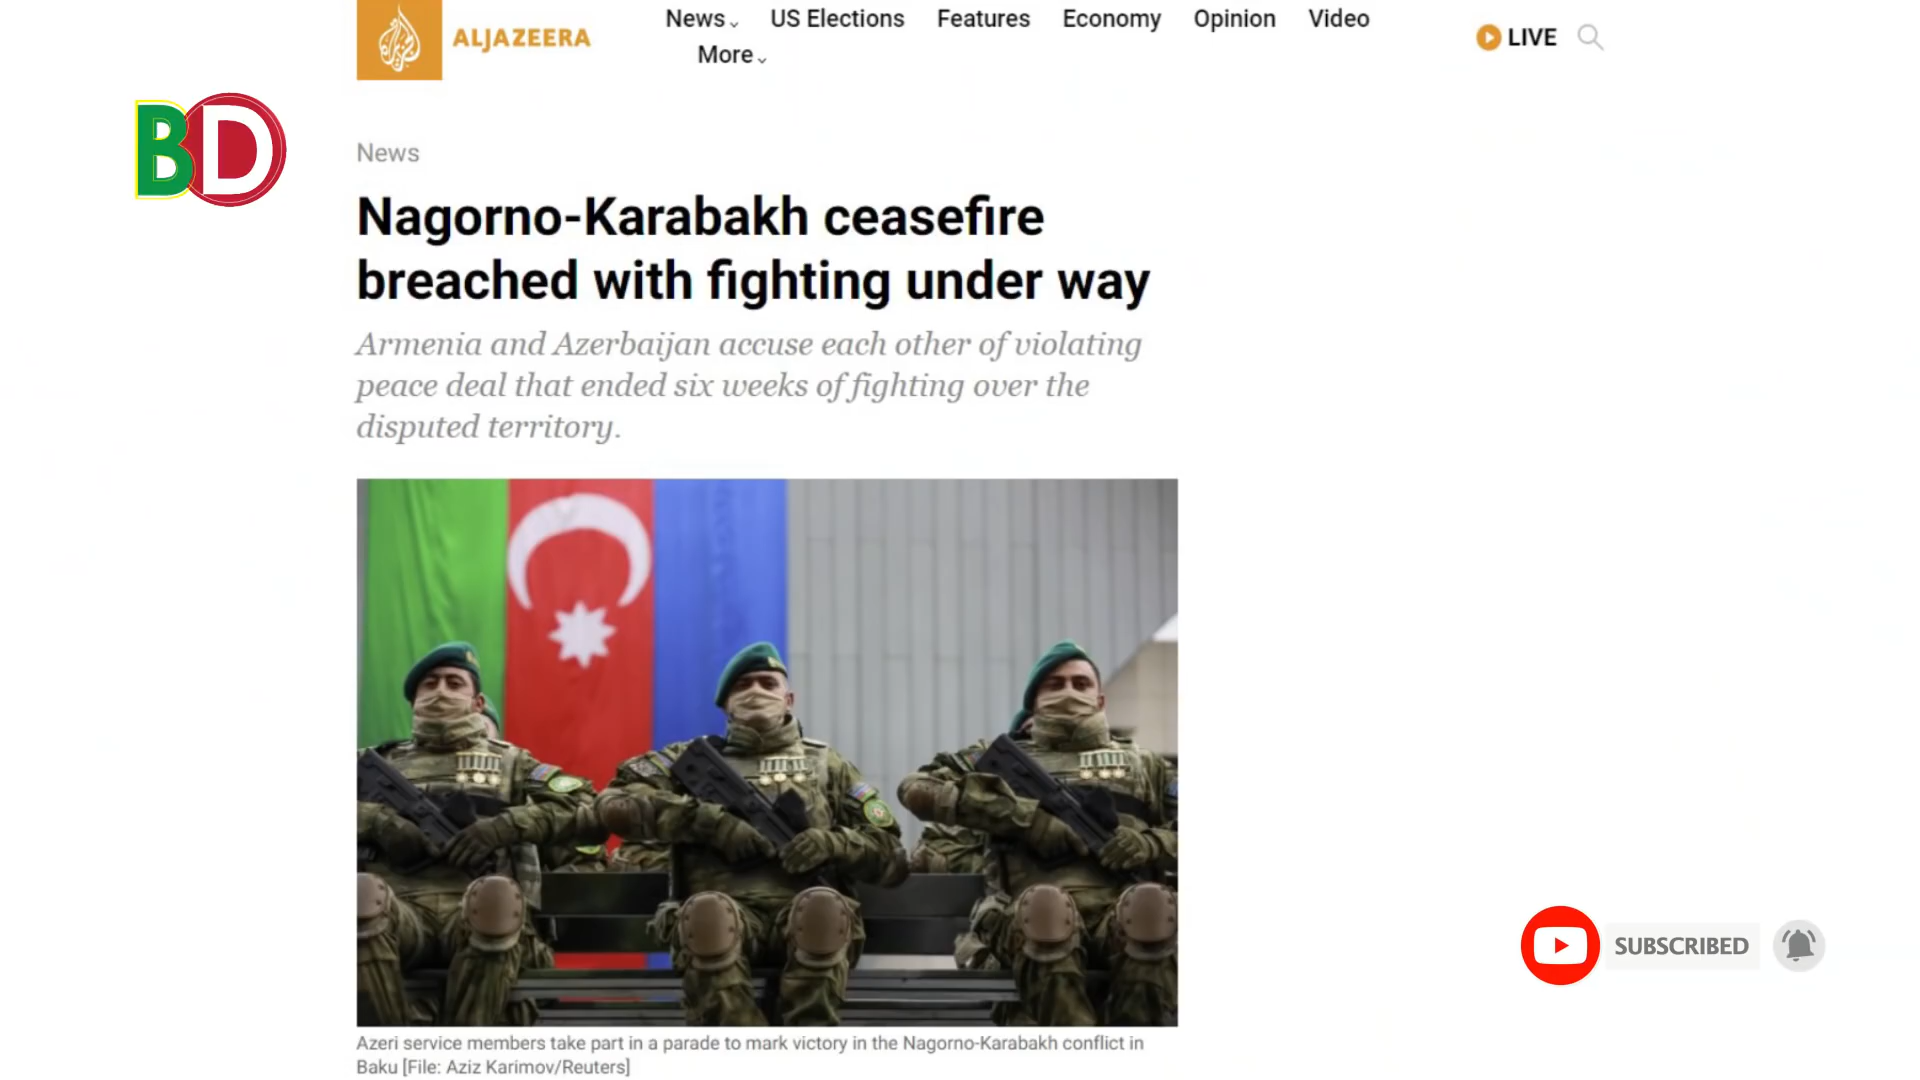 ALJAZEERA
News
US Elections
Features
Economy
Opinion
Video
More
LIVE
BD
News
Nagorno-Karabakh ceasefire
breached with fighting under way
Armenia and Azerbaijan accuse each other of violating
peace deal that ended six weeks of fighting over the
disputed territory.
Azeri service members take part in a parade to mark victory in the Nagorno-Karabakh conflict in
Baku [File: Aziz Karimov/Reuters]
SUBSCRIBED